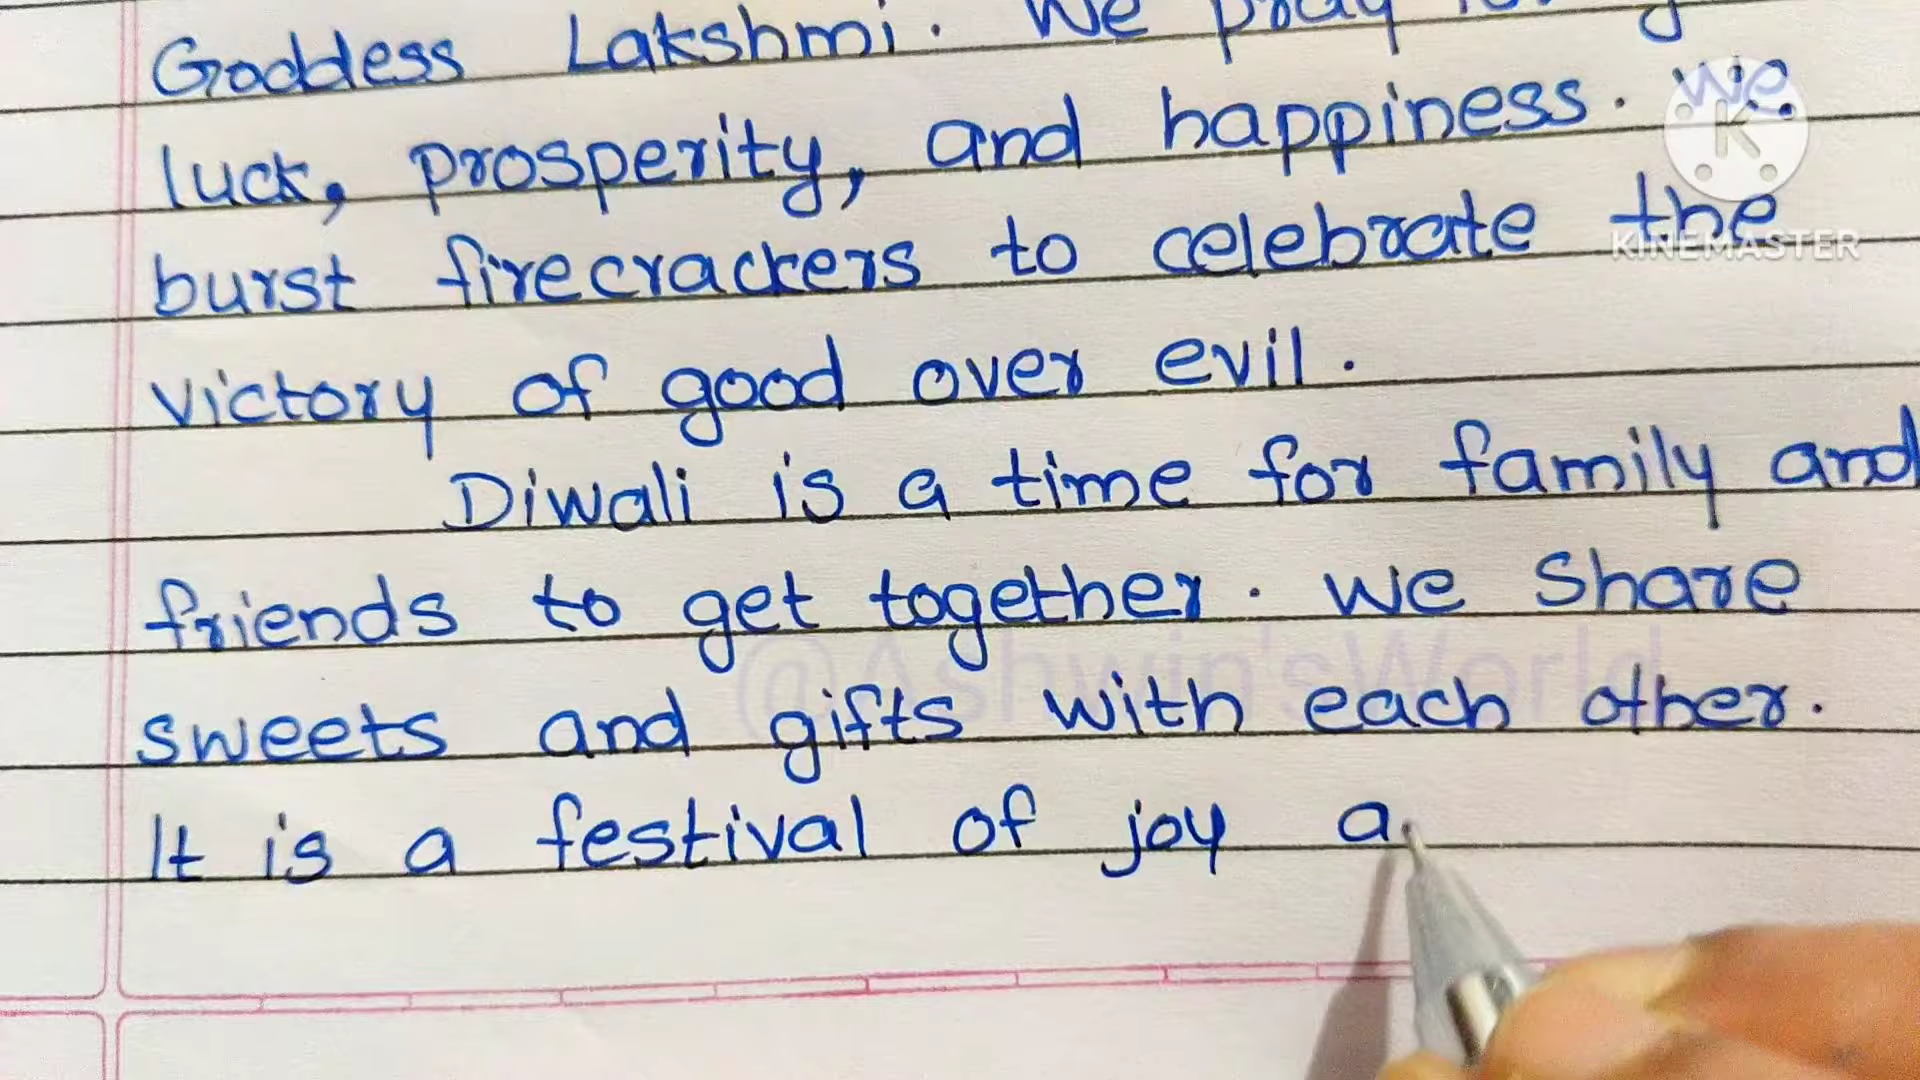 Goddess Lakshmi. We pray for g
luck, prosperity, and happiness. We
burst firecrackers to celebrate the
victory of good over evil.
Diwali is a time for family and
friends to get together. We share
sweets and gifts with each other.
It is a festival of joy a
K
KINEMASTER
@Ashwin'sWorld